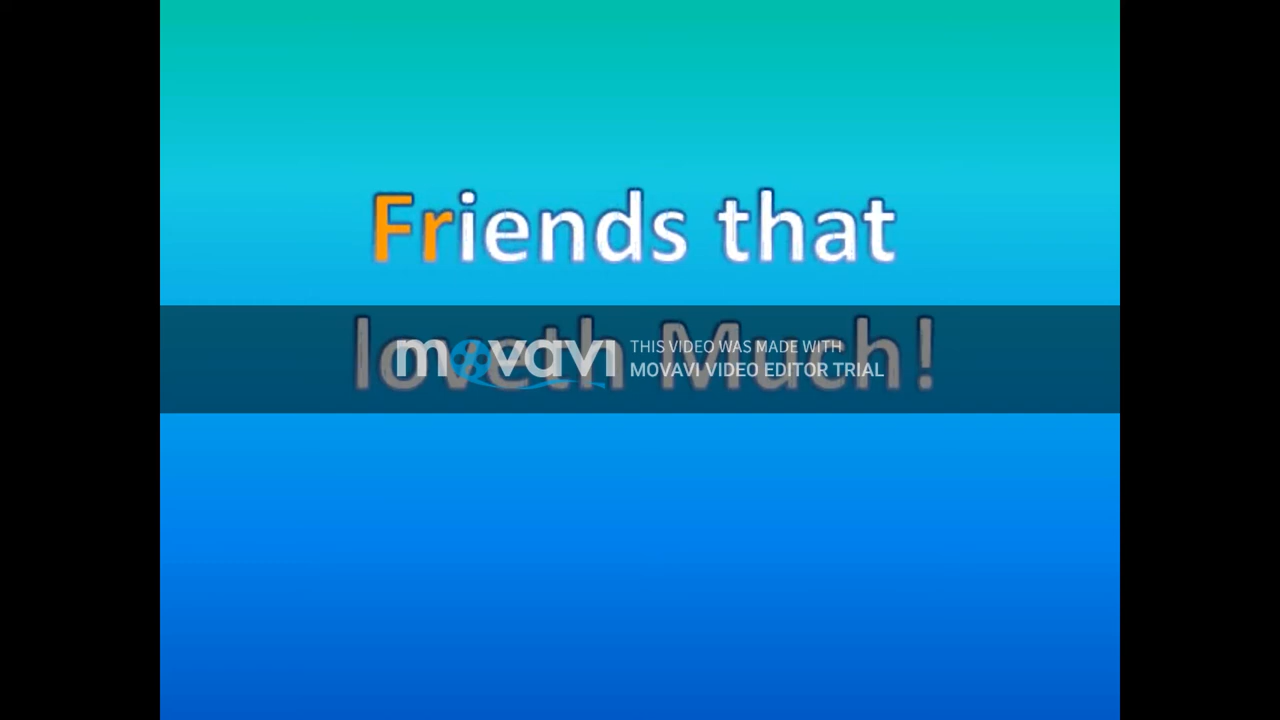 Friends that
loveth Much!
movavi
THIS VIDEO WAS MADE WITH
MOVAVI VIDEO EDITOR TRIAL